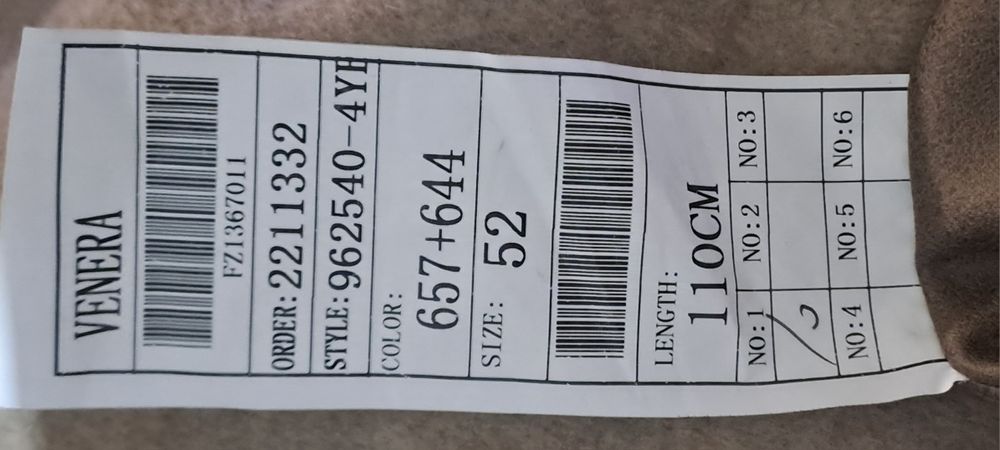 VENERA
FZ1367011
ORDER:2211332
STYLE:962540-4YH
COLOR:
657+644
SIZE: 52
LENGTH:
110CM
NO:1 NO:2 NO:3
NO:4 NO:5 NO:6